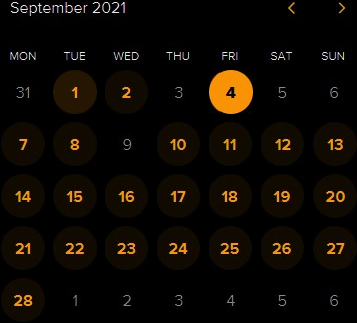 September 2021 < >
MON TUE WED THU FRI SAT SUN
31 1 2 3 4 5 6
7 8 9 10 11 12 13
14 15 16 17 18 19 20
21 22 23 24 25 26 27
28 1 2 3 4 5 6